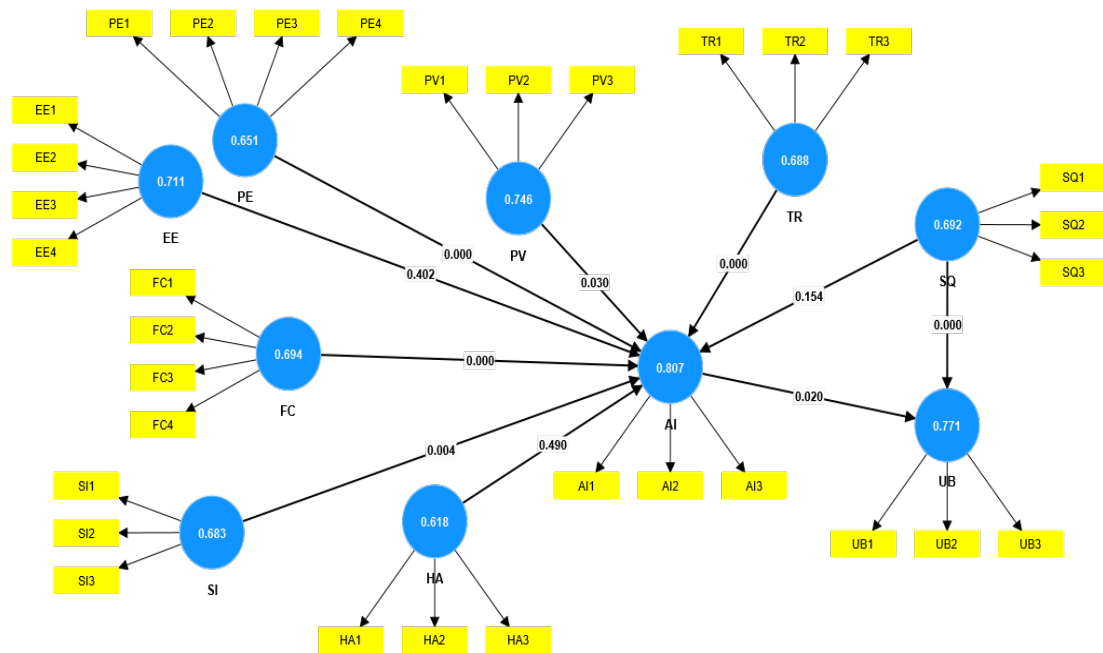 PE1
PE2
PE3
PE4
TR1
TR2
TR3
PV1
PV2
PV3
EE1
EE2
EE3
EE4
0.651
PE
0.711
EE
0.746
PV
0.688
TR
SQ1
SQ2
SQ3
0.692
SQ
0.000
0.402
0.030
0.000
0.154
0.000
FC1
FC2
FC3
FC4
0.694
FC
0.000
0.807
AI
0.020
0.771
UB
0.004
0.490
AI1
AI2
AI3
SI1
SI2
SI3
0.683
SI
0.618
HA
UB1
UB2
UB3
HA1
HA2
HA3